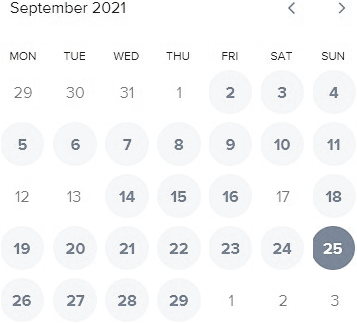 September 2021
MON TUE WED THU FRI SAT SUN
29 30 31 1 2 3 4
5 6 7 8 9 10 11
12 13 14 15 16 17 18
19 20 21 22 23 24 25
26 27 28 29 1 2 3